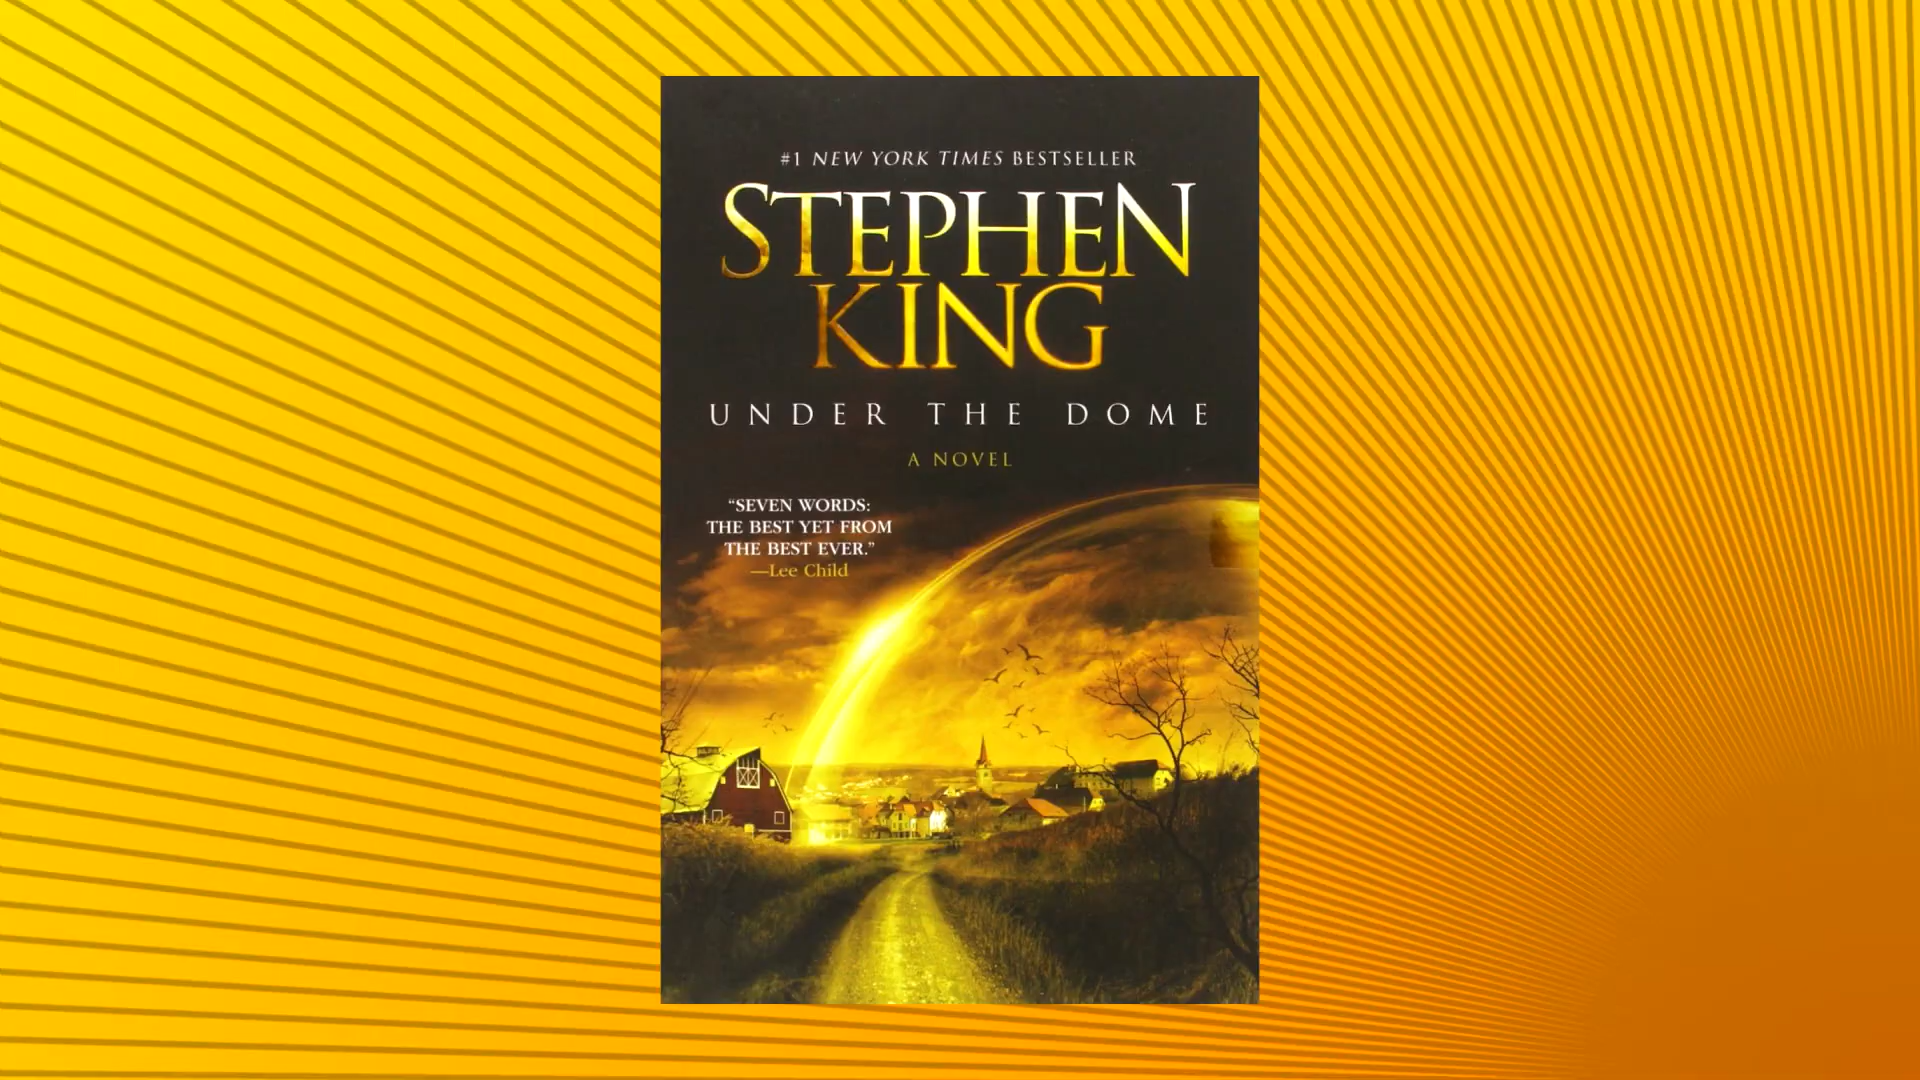 #1 NEW YORK TIMES BESTSELLER
STEPHEN
KING
UNDER THE DOME
A NOVEL
“SEVEN WORDS:
THE BEST YET FROM
THE BEST EVER.”
—Lee Child